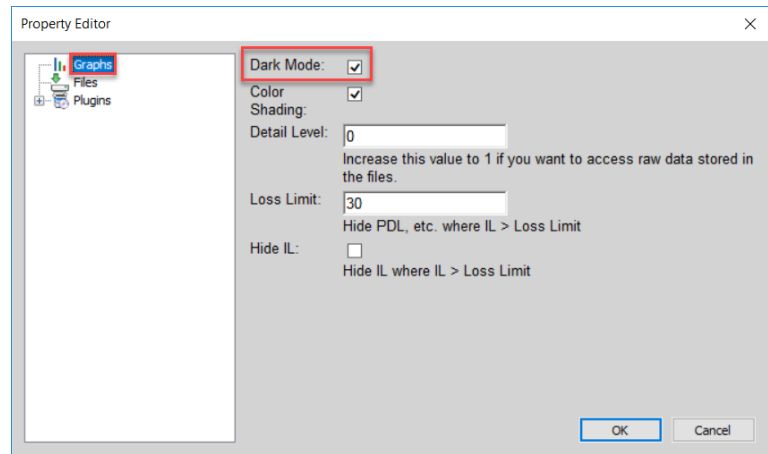 Property Editor
Graphs
Files
Plugins
Dark Mode:
Color
Shading:
Detail Level:
0
Increase this value to 1 if you want to access raw data stored in
the files.
Loss Limit:
30
Hide PDL, etc. where IL > Loss Limit
Hide IL:
Hide IL where IL > Loss Limit
OK
Cancel